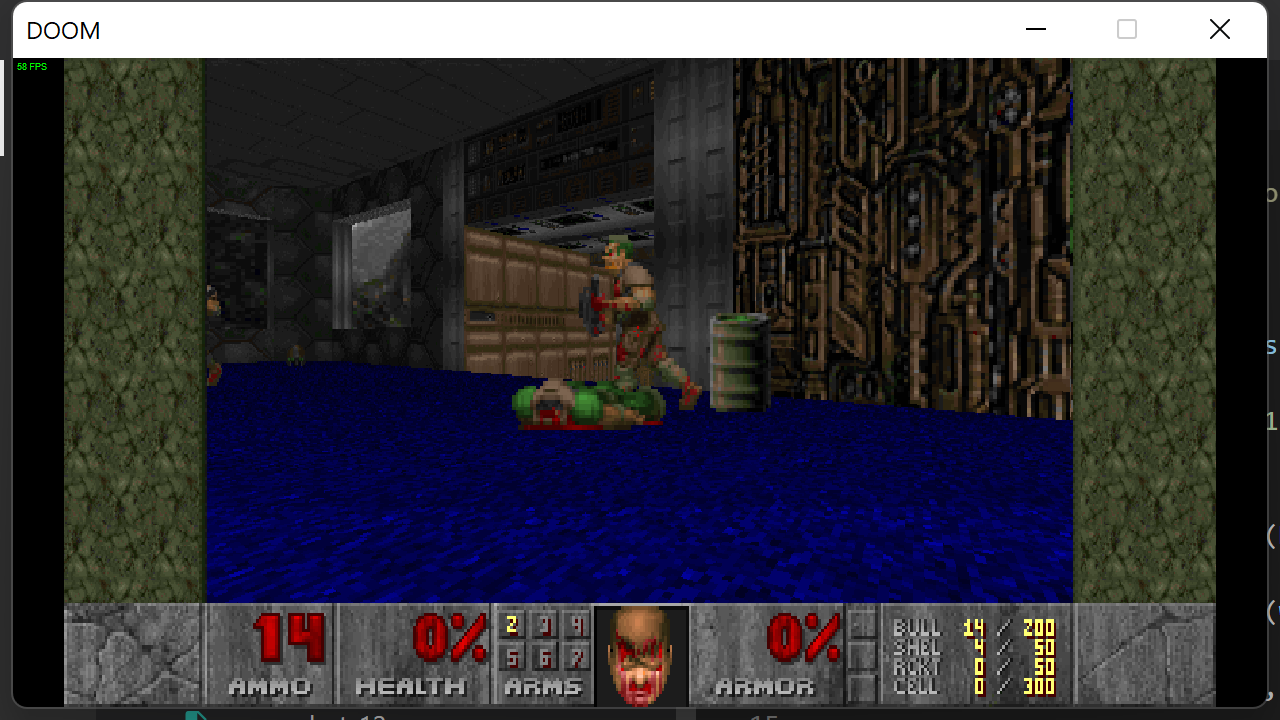 DOOM
58 FPS
14
AMMO
0%
HEALTH
2 3 4
5 6 7
ARMS
0%
ARMOR
BULL 14 / 200
SHEL 4 / 50
RCKT 0 / 50
CELL 0 / 300